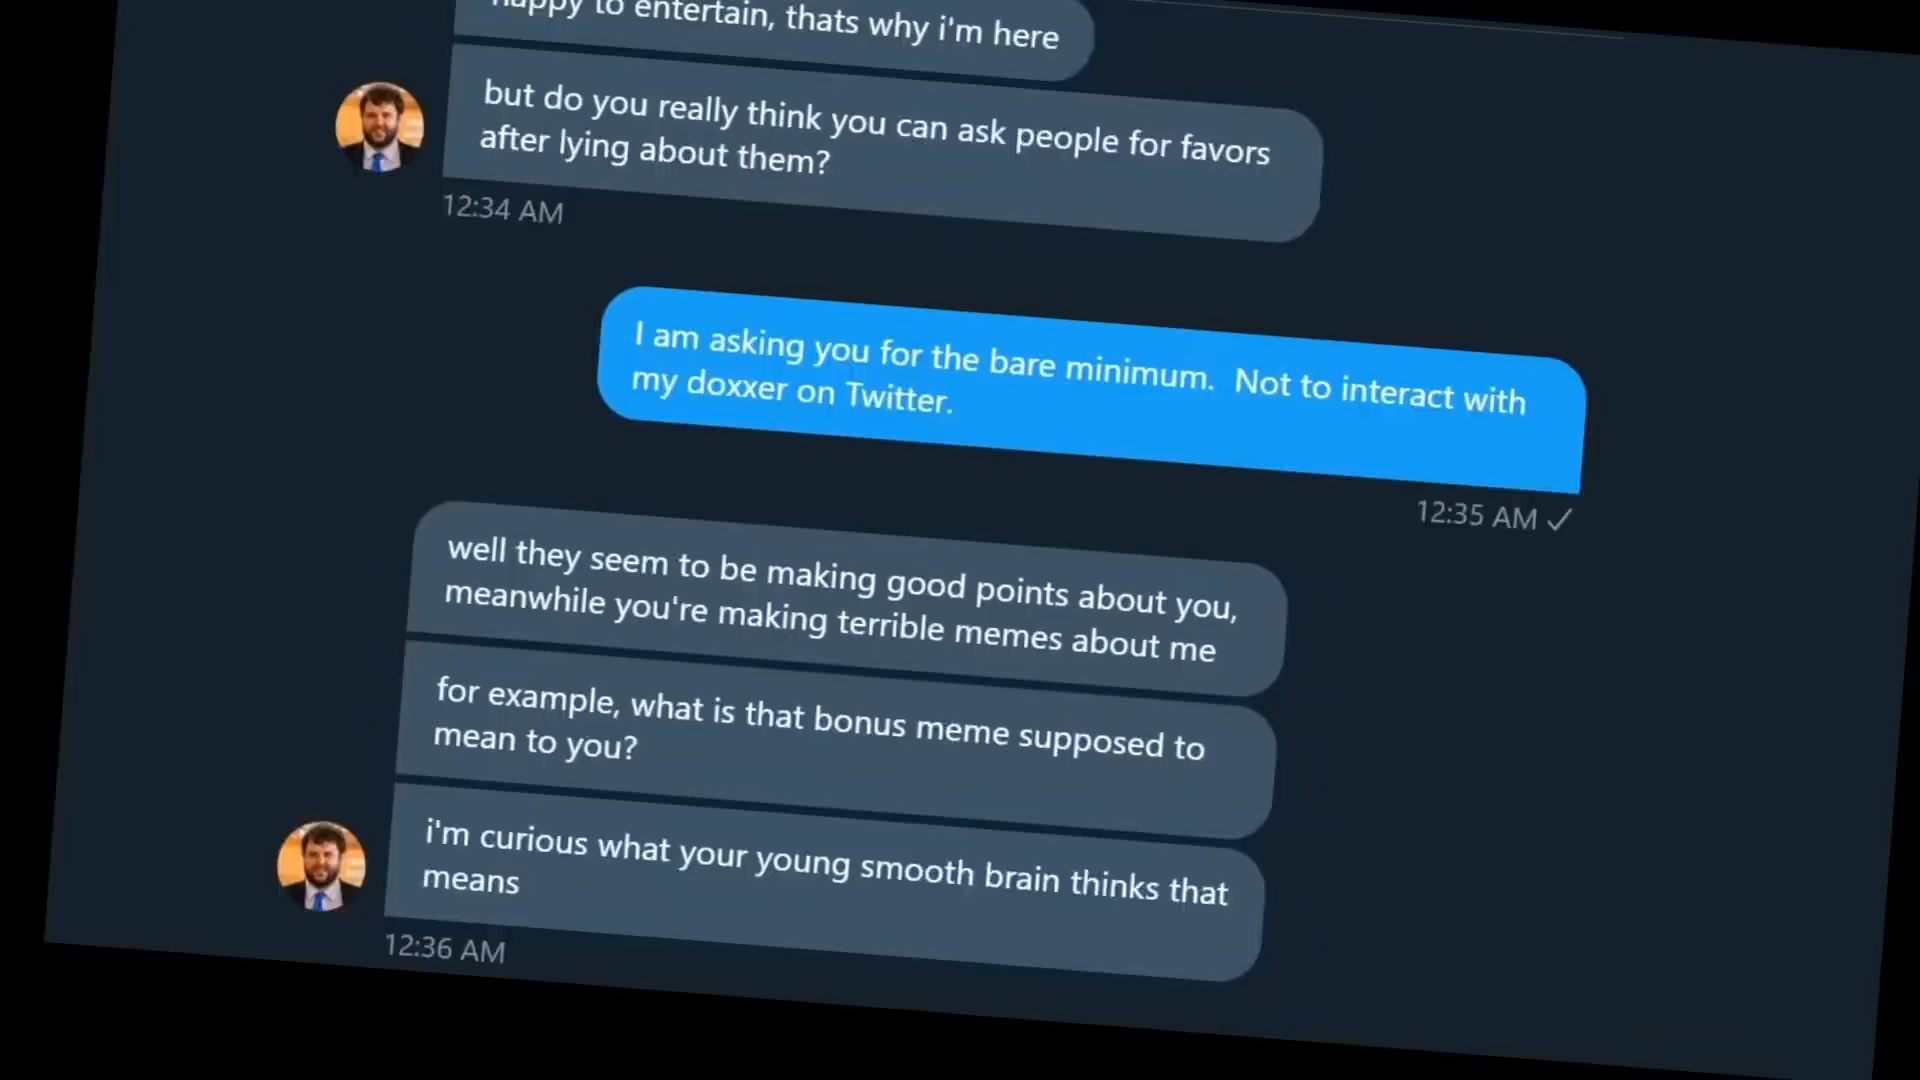 happy to entertain, thats why i'm here
but do you really think you can ask people for favors
after lying about them?
12:34 AM
I am asking you for the bare minimum.  Not to interact with
my doxxer on Twitter.
12:35 AM ✓
well they seem to be making good points about you,
meanwhile you're making terrible memes about me
for example, what is that bonus meme supposed to
mean to you?
i'm curious what your young smooth brain thinks that
means
12:36 AM